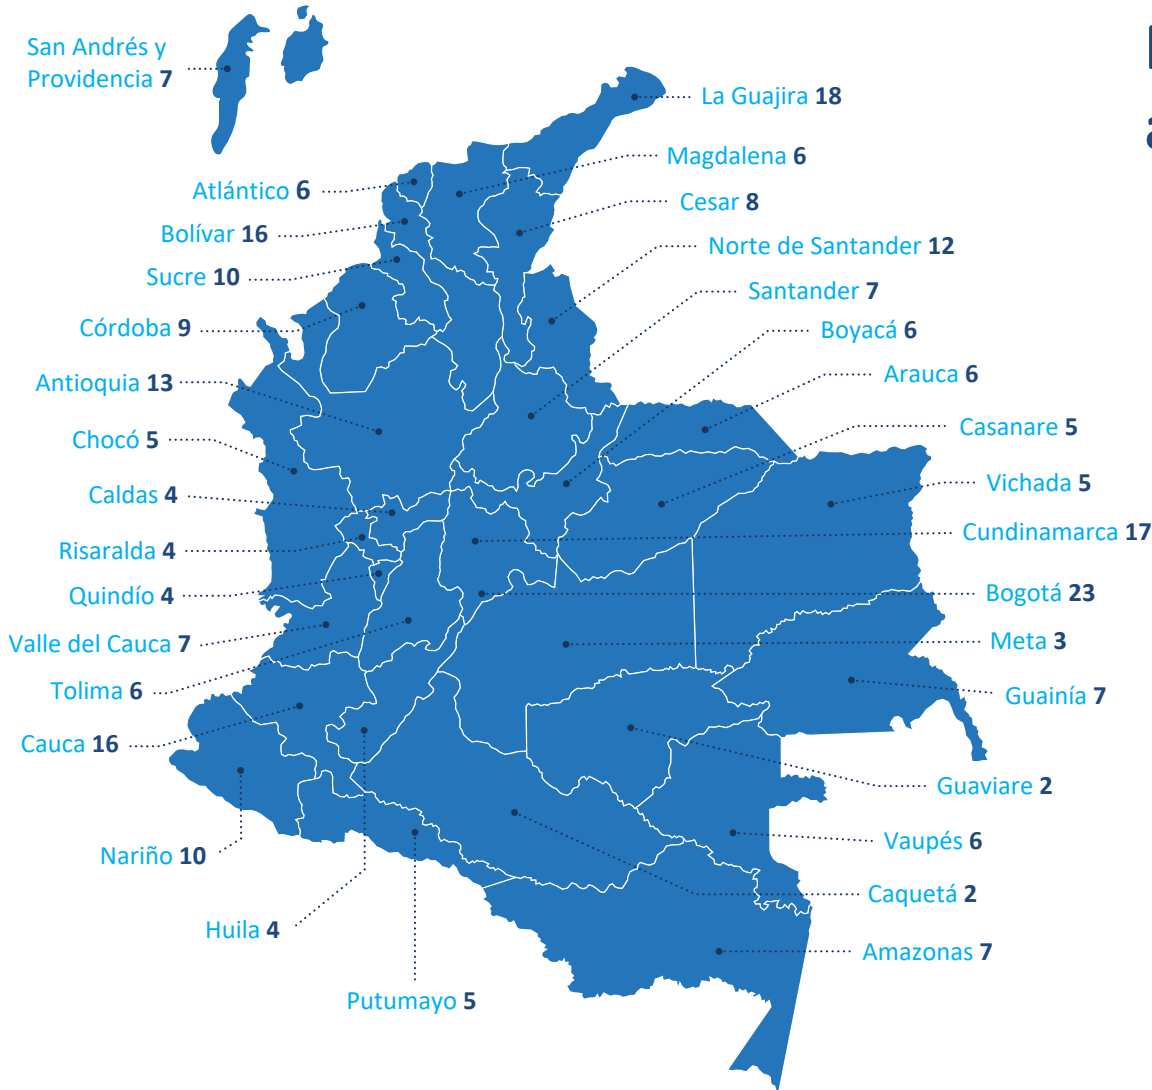 San Andrés y
Providencia 7
La Guajira 18
Magdalena 6
Atlántico 6
Cesar 8
Bolívar 16
Norte de Santander 12
Sucre 10
Santander 7
Córdoba 9
Boyacá 6
Antioquia 13
Arauca 6
Chocó 5
Casanare 5
Caldas 4
Vichada 5
Risaralda 4
Cundinamarca 17
Quindío 4
Bogotá 23
Valle del Cauca 7
Meta 3
Tolima 6
Guainía 7
Cauca 16
Guaviare 2
Nariño 10
Vaupés 6
Huila 4
Caquetá 2
Amazonas 7
Putumayo 5